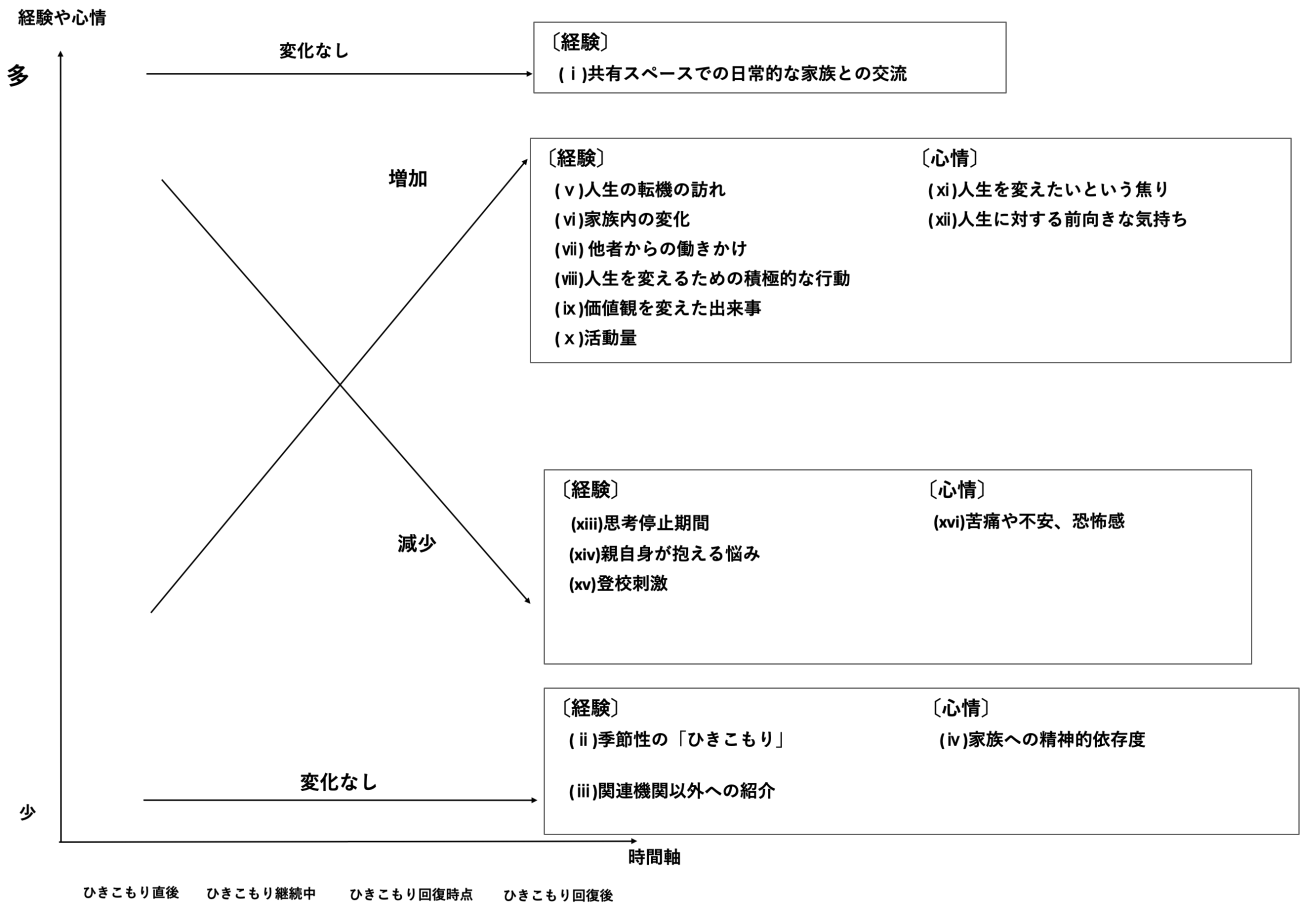 経験や心情
多
変化なし
〔経験〕
(ⅰ)共有スペースでの日常的な家族との交流
増加
〔経験〕
(ⅴ)人生の転機の訪れ
(ⅵ)家族内の変化
(ⅶ) 他者からの働きかけ
(ⅷ)人生を変えるための積極的な行動
(ⅸ)価値観を変えた出来事
(ⅹ)活動量
〔心情〕
(ⅺ)人生を変えたいという焦り
(ⅻ)人生に対する前向きな気持ち
減少
〔経験〕
(xiii)思考停止期間
(xiv)親自身が抱える悩み
(xv)登校刺激
〔心情〕
(xvi)苦痛や不安、恐怖感
変化なし
〔経験〕
(ⅱ)季節性の「ひきこもり」
(ⅲ)関連機関以外への紹介
〔心情〕
(ⅳ)家族への精神的依存度
少
時間軸
ひきこもり直後 ひきこもり継続中 ひきこもり回復時点 ひきこもり回復後